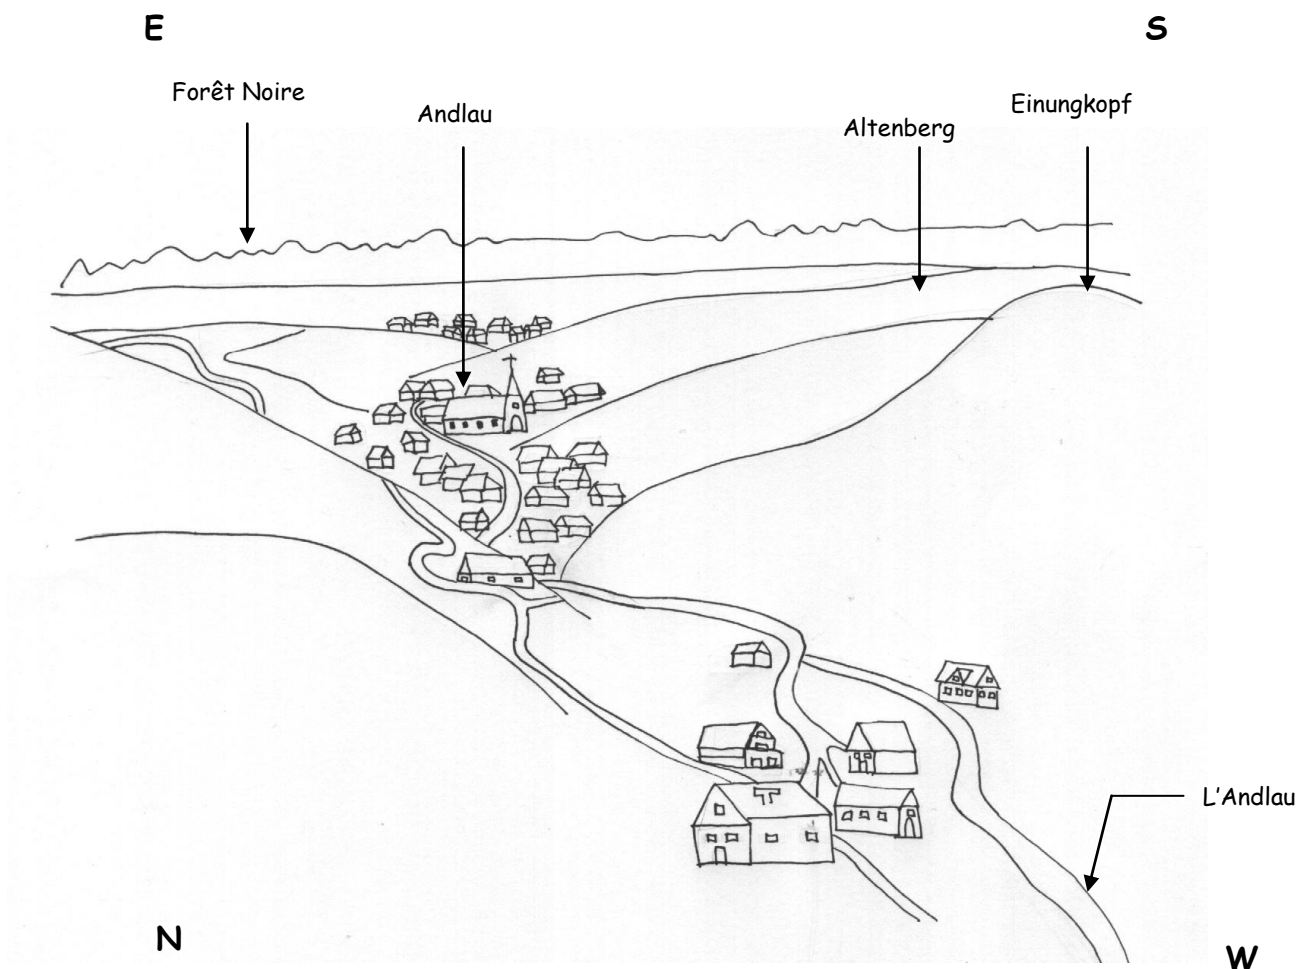 E
S
Forêt Noire
Andlau
Altenberg
Einungkopf
L'Andlau
N
W